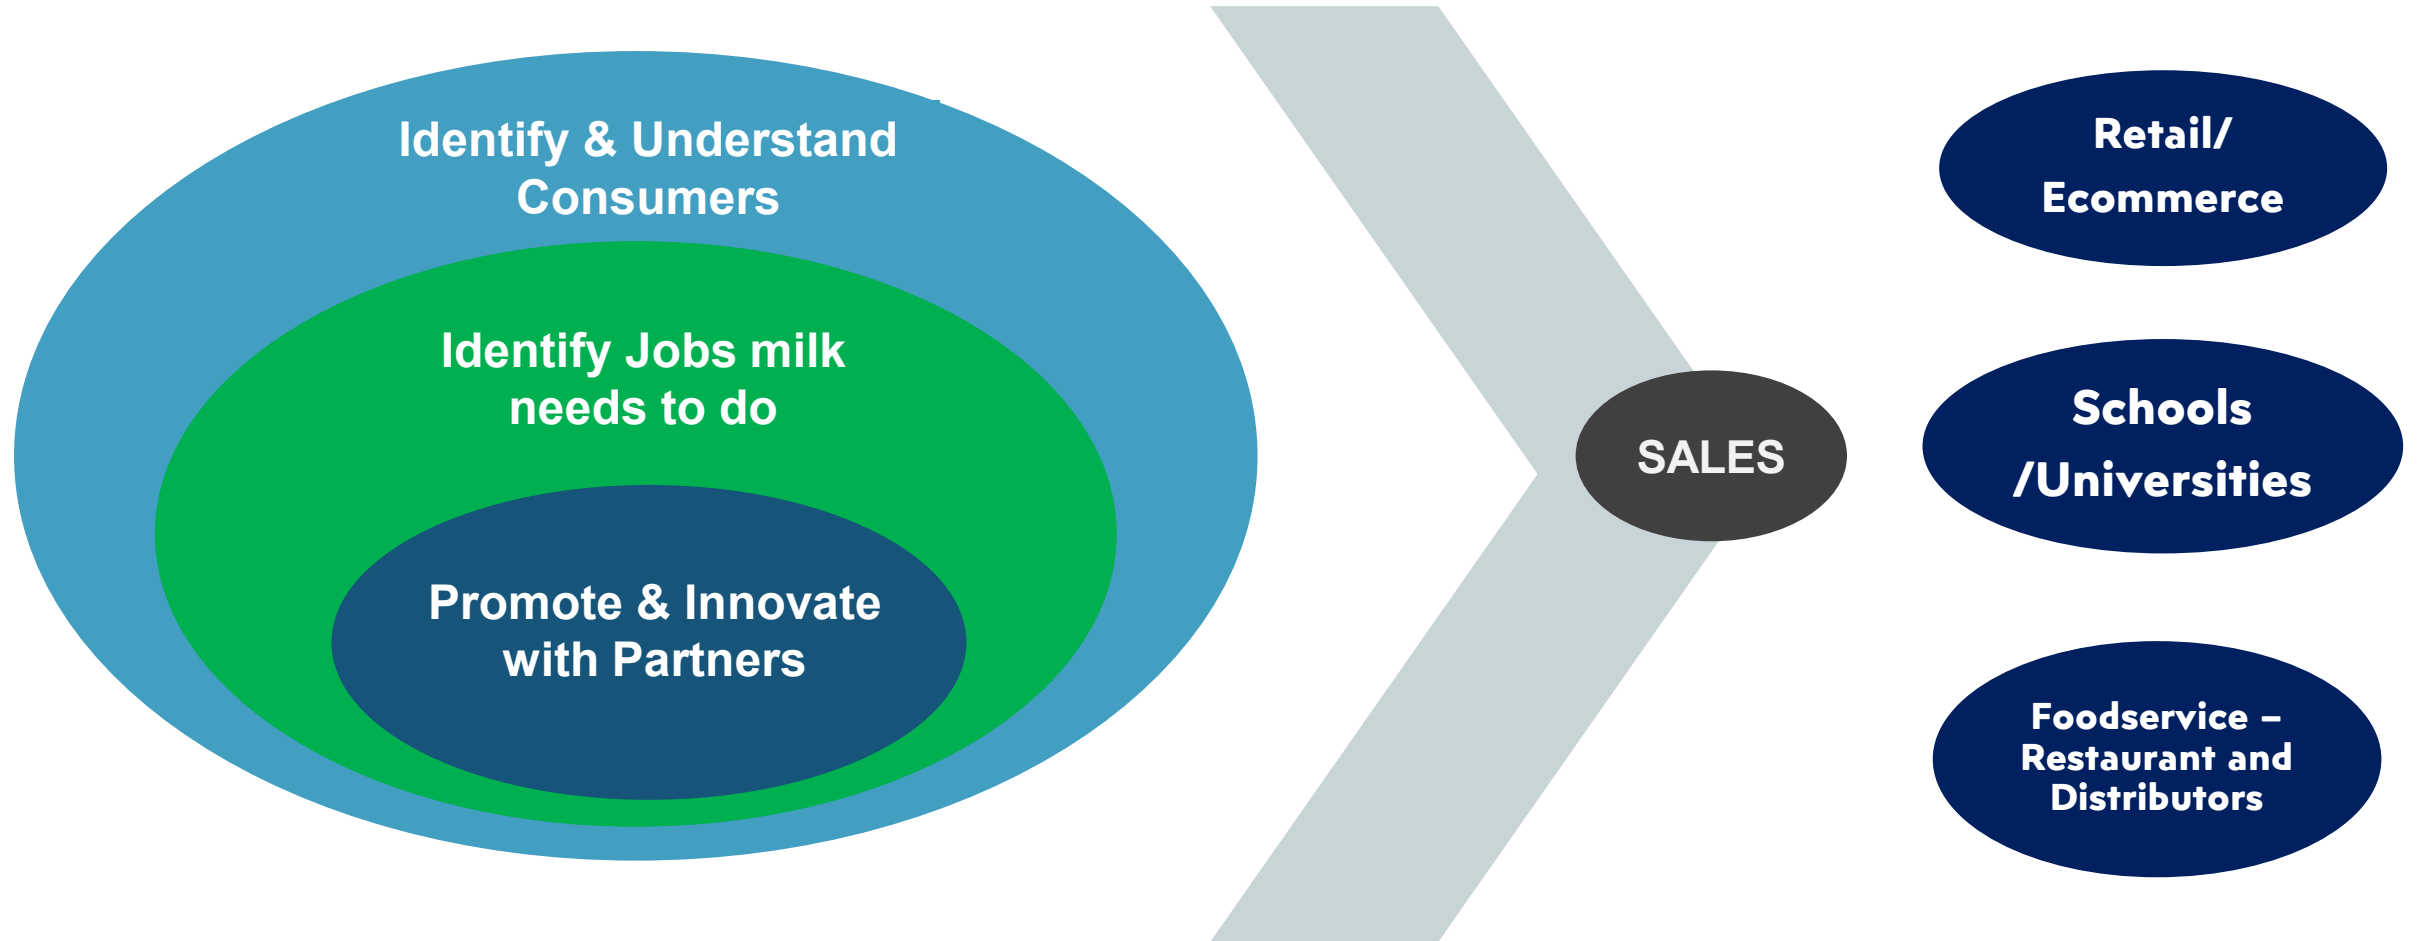 Identify & Understand
Consumers
Identify Jobs milk
needs to do
Promote & Innovate
with Partners
SALES
Retail/
Ecommerce
Schools
/Universities
Foodservice –
Restaurant and
Distributors